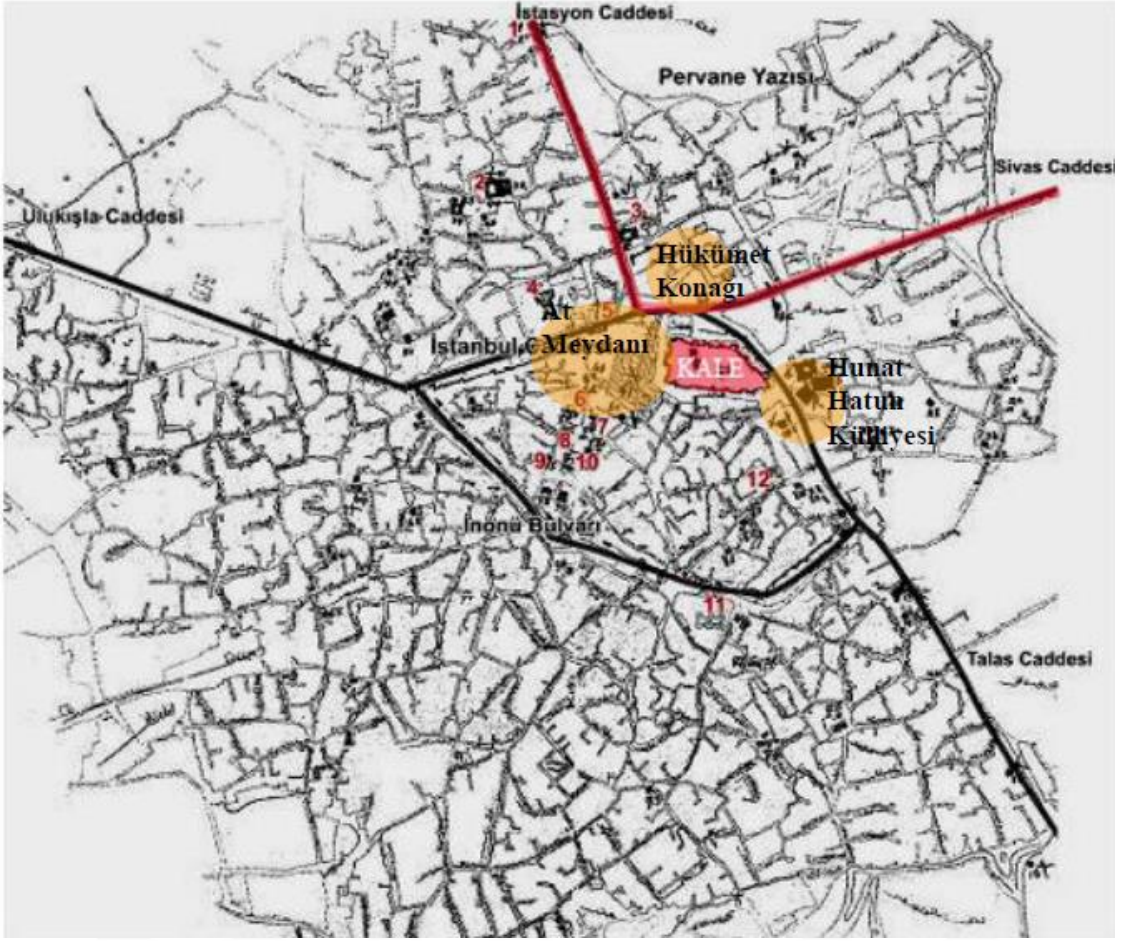 İstasyon Caddesi
1
Pervane Yazısı
Sivas Caddesi
2
3
Ulukışla Caddesi
Hükümet
Konağı
4
5
At
Meydanı
İstanbul
KALE
Hunat
Hatun
Külliyesi
6
7
8
9
10
12
İnönü Bulvarı
11
Talas Caddesi